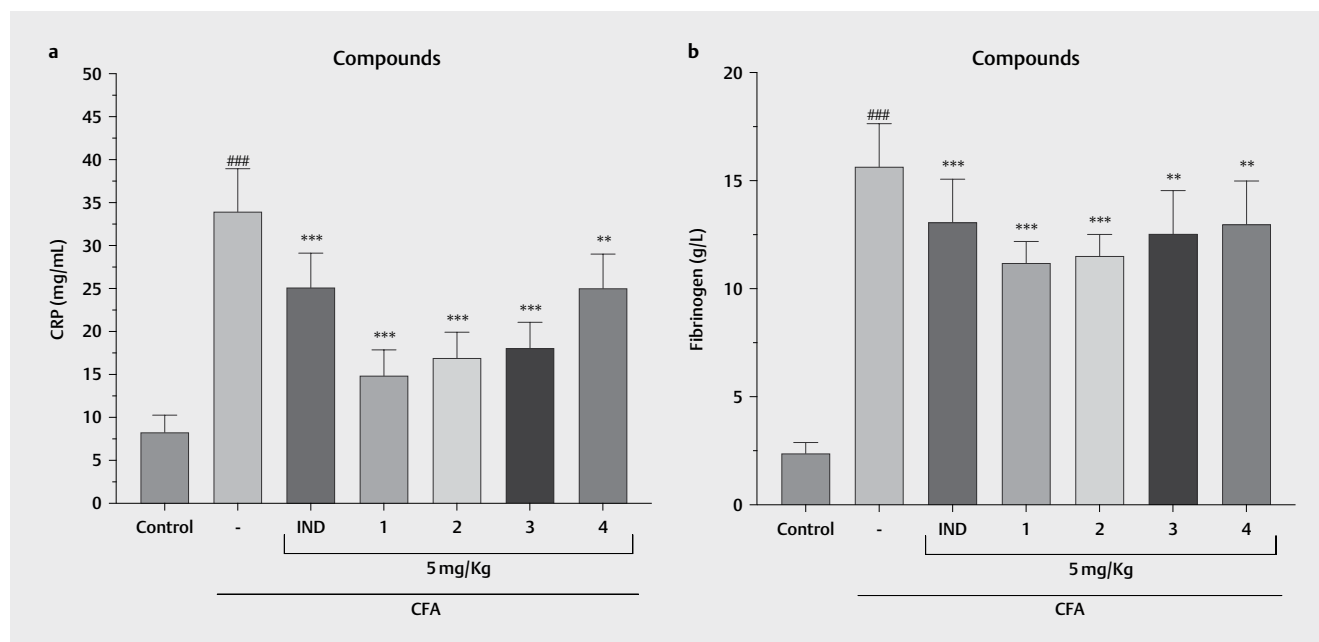 a
Compounds
50
45
40
35
30
25
20
15
10
5
0
CRP (mg/mL)
###
***
***
***
***
**
Control - IND 1 2 3 4
5 mg/Kg
CFA
b
Compounds
20
15
10
5
0
Fibrinogen (g/L)
###
***
***
***
**
**
Control - IND 1 2 3 4
5 mg/Kg
CFA